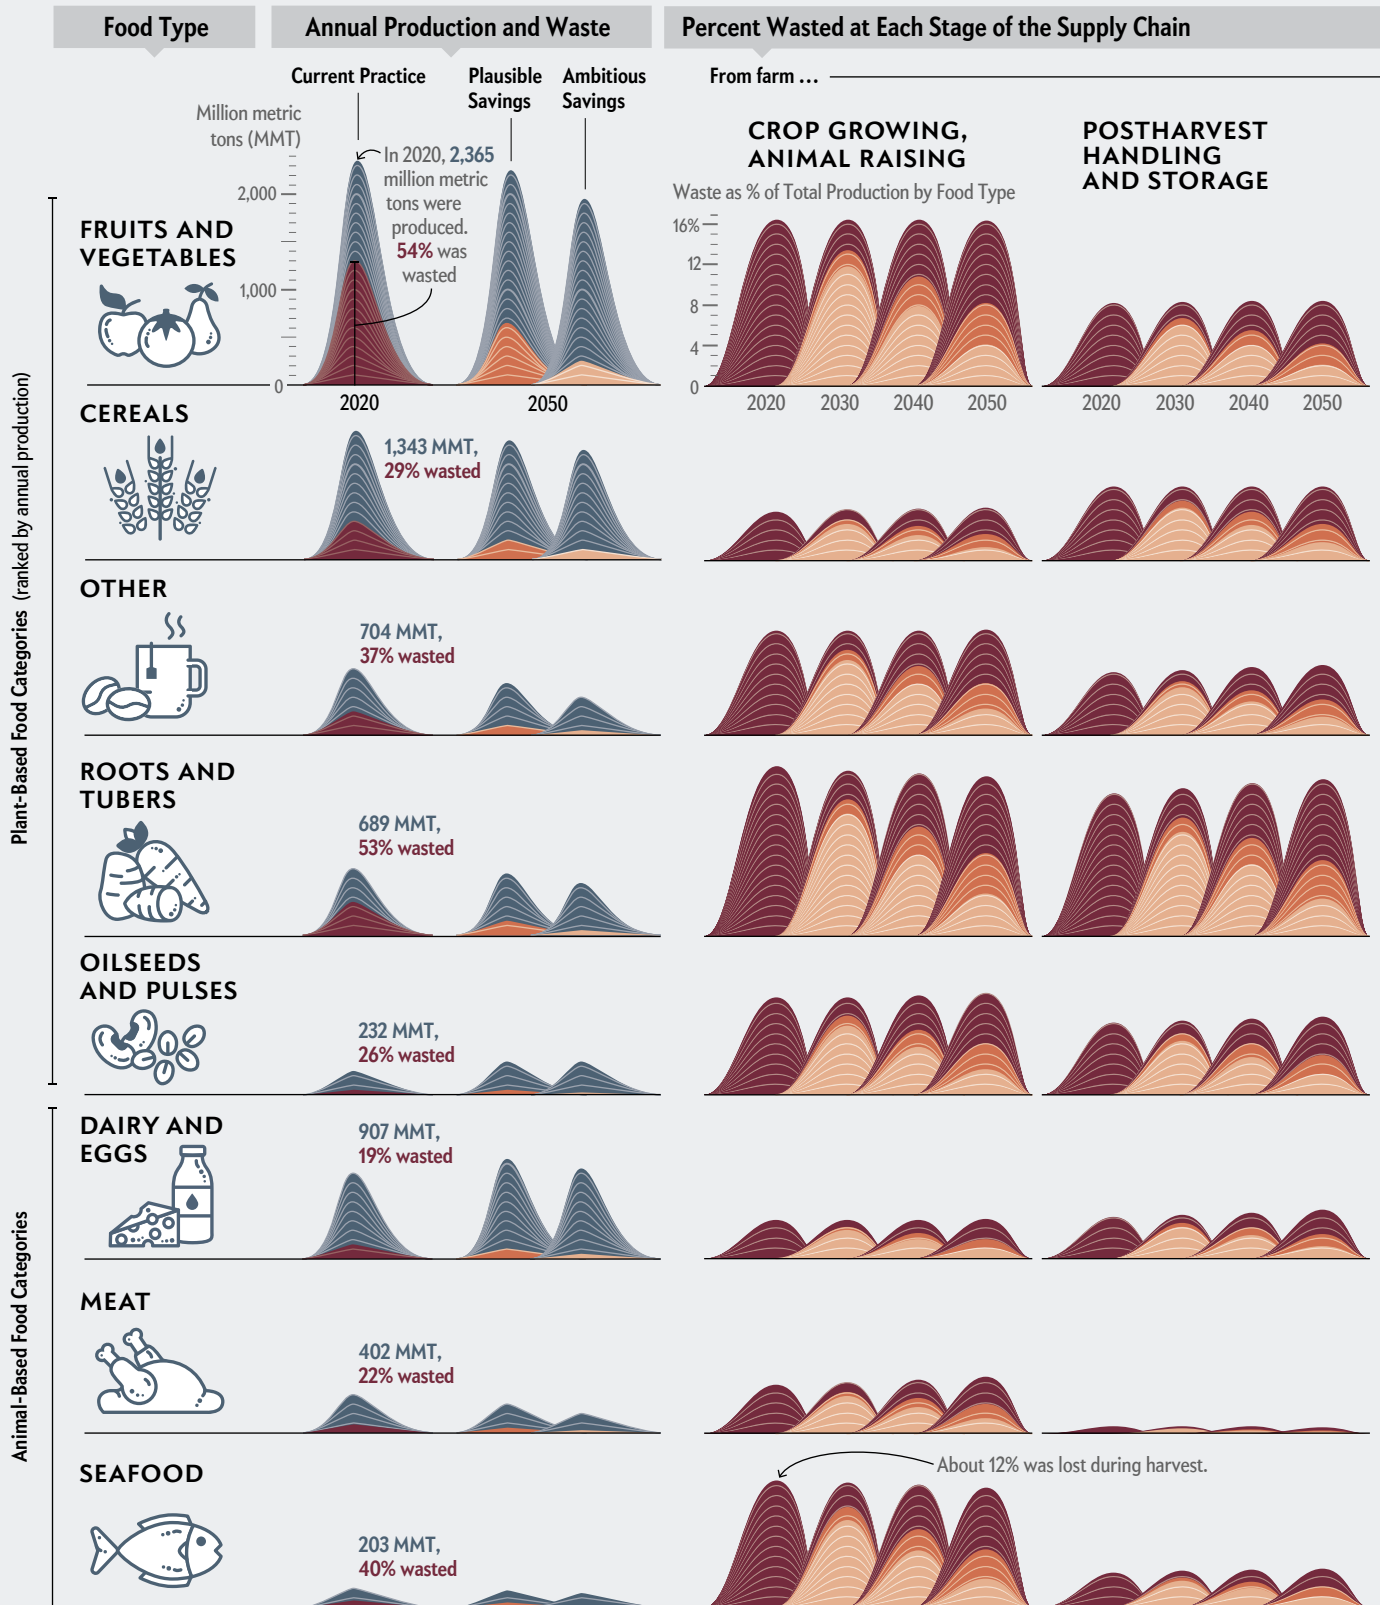 Food Type
Annual Production and Waste
Percent Wasted at Each Stage of the Supply Chain
Current Practice
Plausible
Savings
Ambitious
Savings
From farm …
Million metric
tons (MMT)
2,000
1,000
0
In 2020, 2,365
million metric
tons were
produced.
54% was
wasted
2020
2050
CROP GROWING,
ANIMAL RAISING
Waste as % of Total Production by Food Type
16%
12
8
4
0
2020 2030 2040 2050
POSTHARVEST
HANDLING
AND STORAGE
2020 2030 2040 2050
Plant-Based Food Categories (ranked by annual production)
FRUITS AND
VEGETABLES
CEREALS
1,343 MMT,
29% wasted
OTHER
704 MMT,
37% wasted
ROOTS AND
TUBERS
689 MMT,
53% wasted
OILSEEDS
AND PULSES
232 MMT,
26% wasted
Animal-Based Food Categories
DAIRY AND
EGGS
907 MMT,
19% wasted
MEAT
402 MMT,
22% wasted
SEAFOOD
203 MMT,
40% wasted
About 12% was lost during harvest.